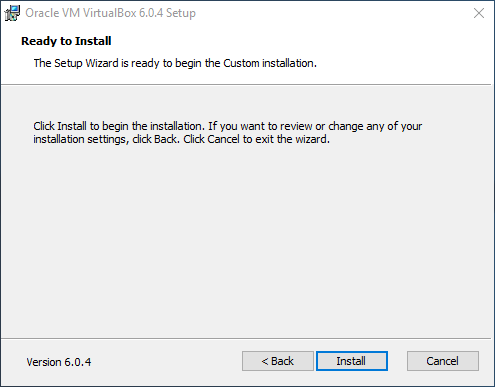 Oracle VM VirtualBox 6.0.4 Setup
Ready to Install
The Setup Wizard is ready to begin the Custom installation.
Click Install to begin the installation. If you want to review or change any of your
installation settings, click Back. Click Cancel to exit the wizard.
Version 6.0.4
< Back
Install
Cancel